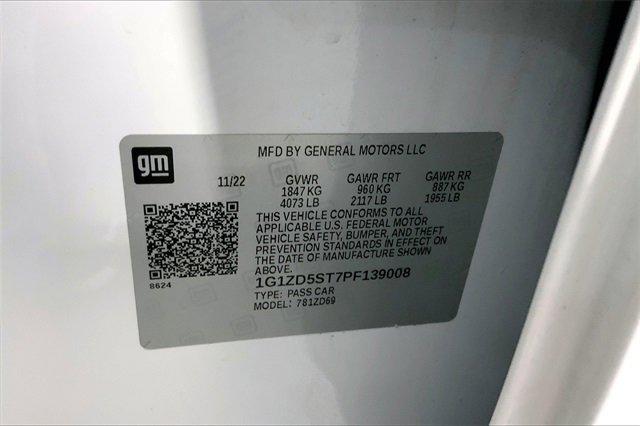 gm
MFD BY GENERAL MOTORS LLC
11/22 GVWR GAWR FRT GAWR RR
1847 KG 960 KG 887 KG
4073 LB 2117 LB 1955 LB
THIS VEHICLE CONFORMS TO ALL
APPLICABLE U.S. FEDERAL MOTOR
VEHICLE SAFETY, BUMPER, AND THEFT
PREVENTION STANDARDS IN EFFECT ON
THE DATE OF MANUFACTURE SHOWN
ABOVE.
8624
1G1ZD5ST7PF139008
TYPE: PASS CAR
MODEL: 781ZD69